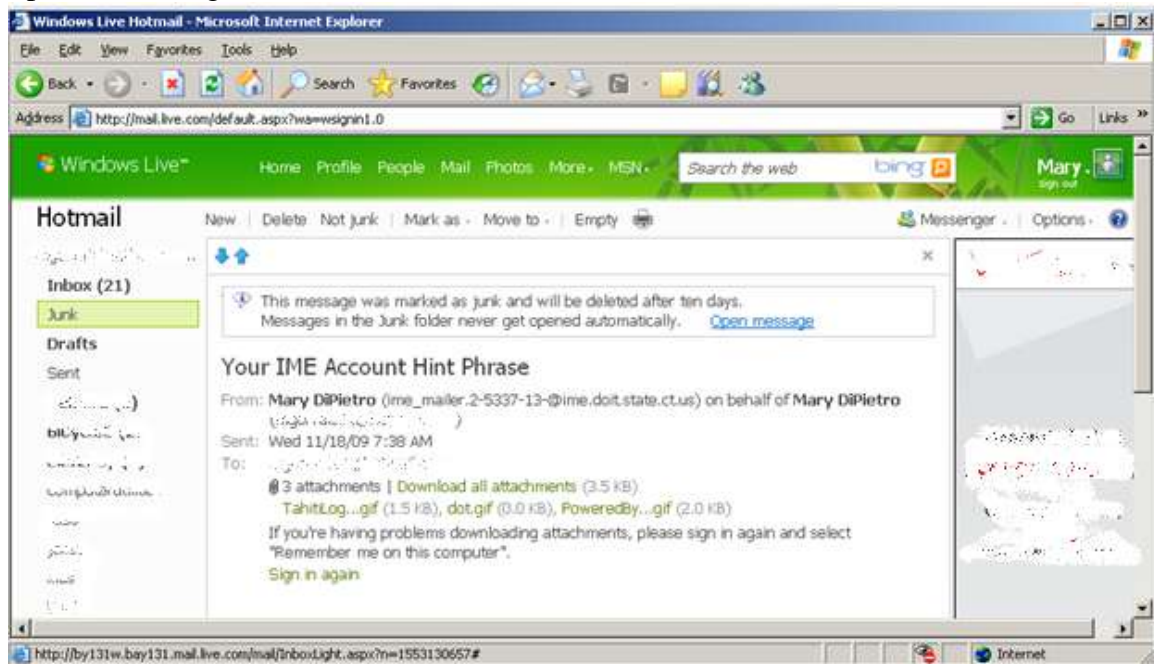 Windows Live Hotmail - Microsoft Internet Explorer
File Edit View Favorites Tools Help
Back Search Favorites
Address http://mail.live.com/default.aspx?wa=wsignin1.0 Go Links »
Windows Live™ Home Profile People Mail Photos More MSN Search the web bing Mary
sign out
Hotmail New | Delete Not junk | Mark as Move to | Empty Messenger | Options
Inbox (21)
Junk
Drafts
Sent
This message was marked as junk and will be deleted after ten days.
Messages in the Junk folder never get opened automatically. Open message
Your IME Account Hint Phrase
From: Mary DiPietro (ime_mailer.2-5337-13-@ime.doit.state.ct.us) on behalf of Mary DiPietro
Sent: Wed 11/18/09 7:38 AM
To:
3 attachments | Download all attachments (3.5 KB)
TahitiLog...gif (1.5 KB), dot.gif (0.0 KB), PoweredBy...gif (2.0 KB)
If you're having problems downloading attachments, please sign in again and select
"Remember me on this computer".
Sign in again
http://by131w.bay131.mail.live.com/mail/InboxLight.aspx?n=1553130657# Internet